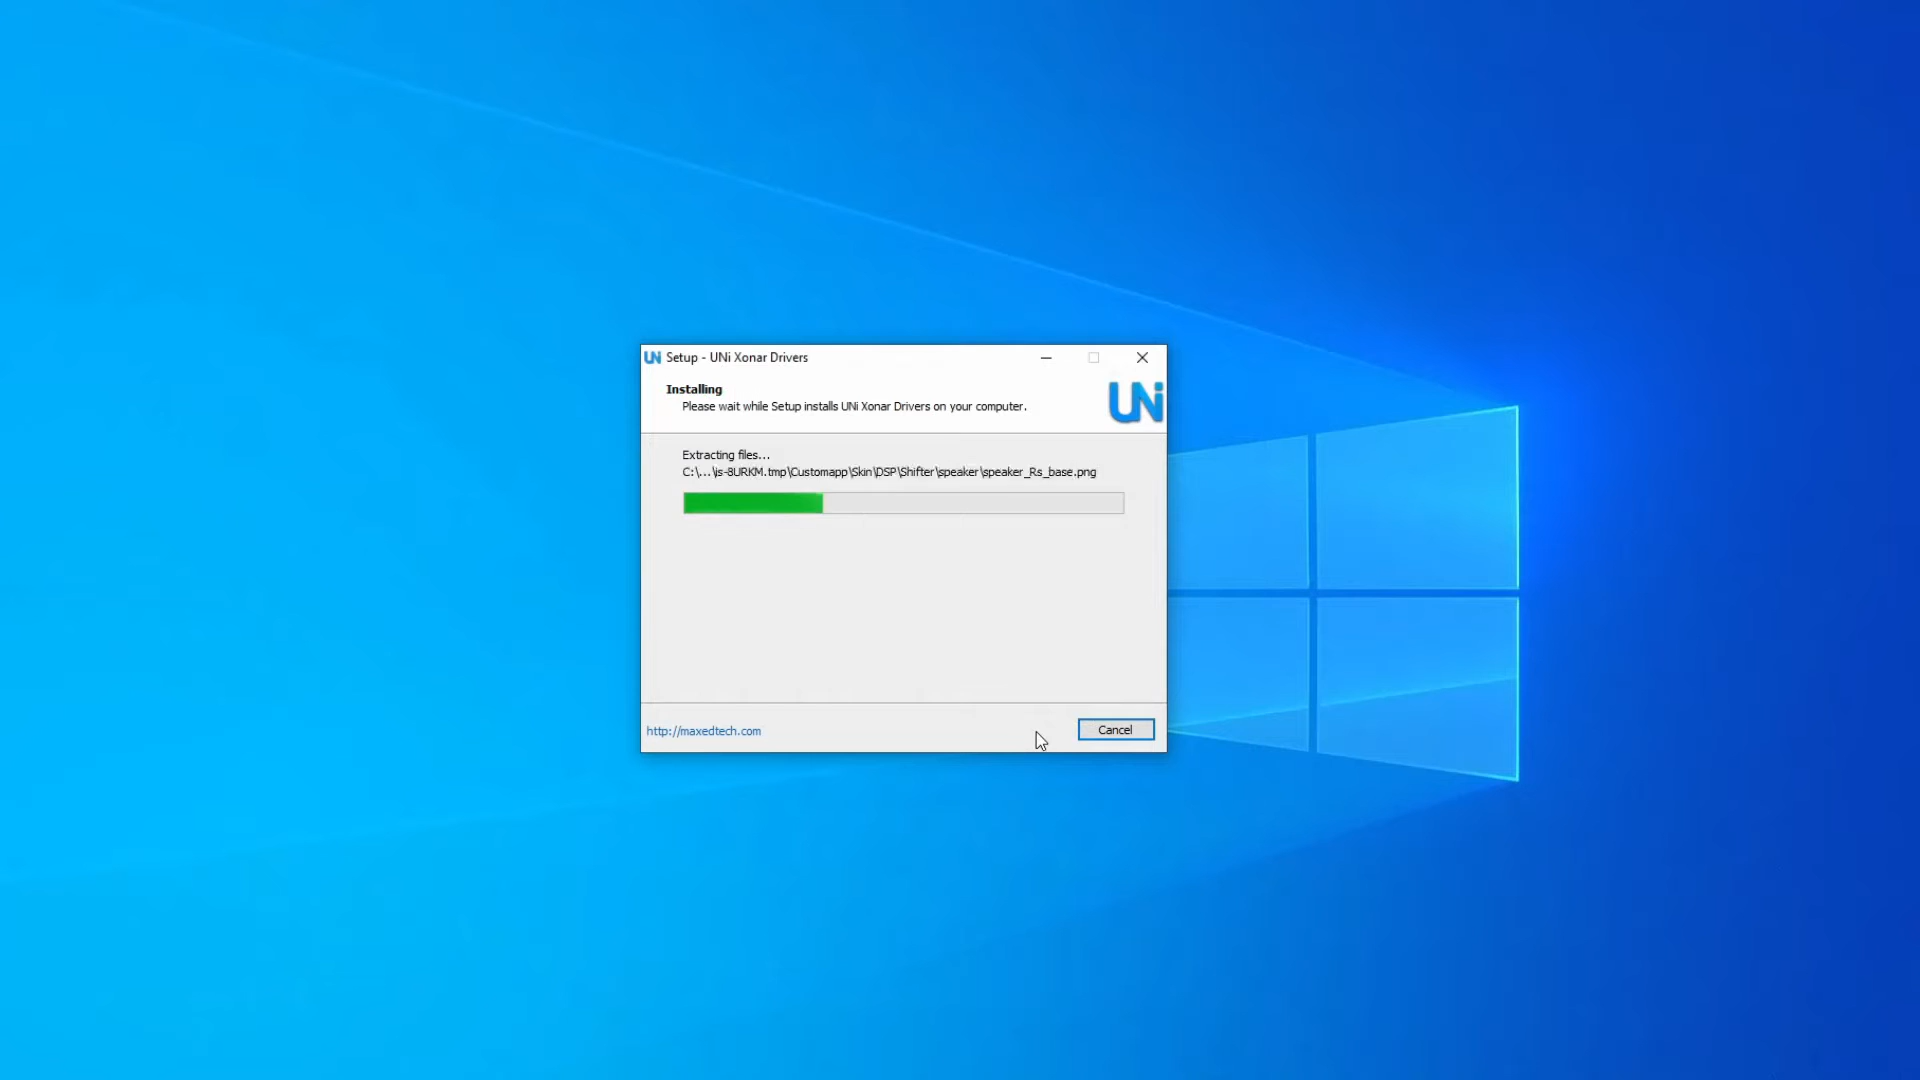 UNi Setup - UNi Xonar Drivers
Installing
Please wait while Setup installs UNi Xonar Drivers on your computer.
UNi
Extracting files...
C:\...\is-8URKM.tmp\Customapp\Skin\DSP\Shifter\speaker\speaker_Rs_base.png
http://maxedtech.com
Cancel